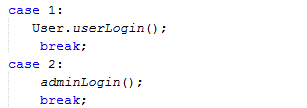 case 1:
User.userLogin();
break;
case 2:
adminLogin();
break;